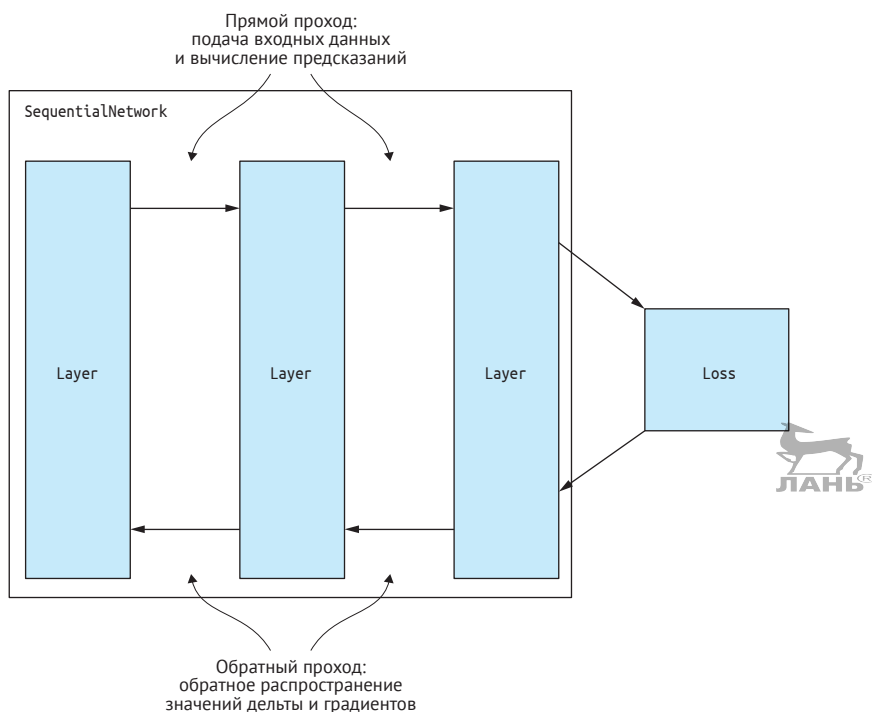 Прямой проход:
подача входных данных
и вычисление предсказаний
SequentialNetwork
Layer
Layer
Layer
Loss
ЛАНЬ®
Обратный проход:
обратное распространение
значений дельты и градиентов